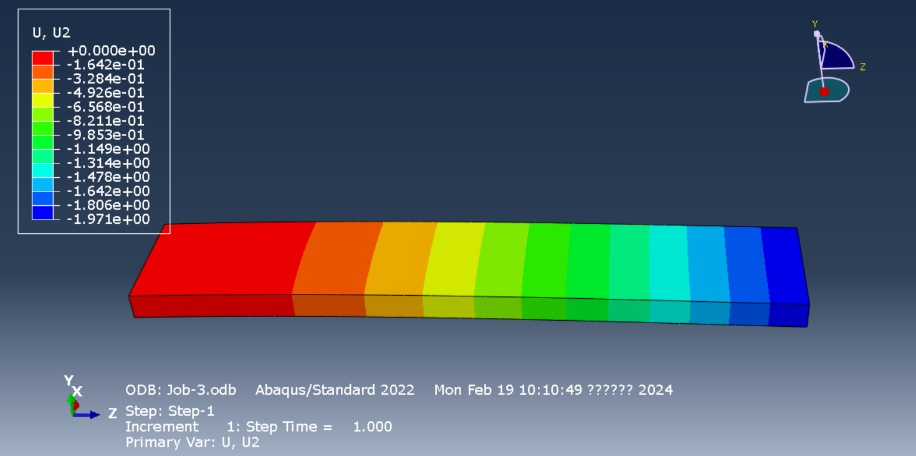 U, U2
+0.000e+00
-1.642e-01
-3.284e-01
-4.926e-01
-6.568e-01
-8.211e-01
-9.853e-01
-1.149e+00
-1.314e+00
-1.478e+00
-1.642e+00
-1.806e+00
-1.971e+00
Y
Z
Y
X
Z
ODB: Job-3.odb Abaqus/Standard 2022 Mon Feb 19 10:10:49 ?????? 2024
Step: Step-1
Increment 1: Step Time = 1.000
Primary Var: U, U2